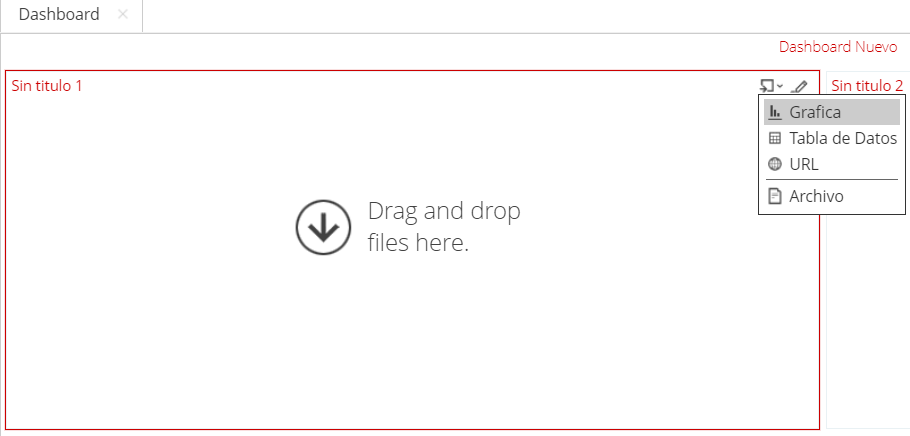 Dashboard
Dashboard Nuevo
Sin titulo 1
Sin titulo 2
Grafica
Tabla de Datos
URL
Archivo
Drag and drop
files here.